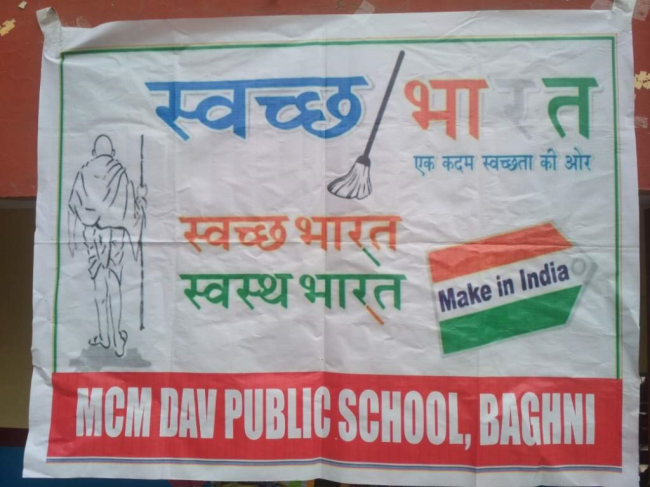 स्वच्छ भारत
एक कदम स्वच्छता की ओर
स्वच्छ भारत
स्वस्थ भारत
Make in India
MCM DAV PUBLIC SCHOOL, BAGHNI